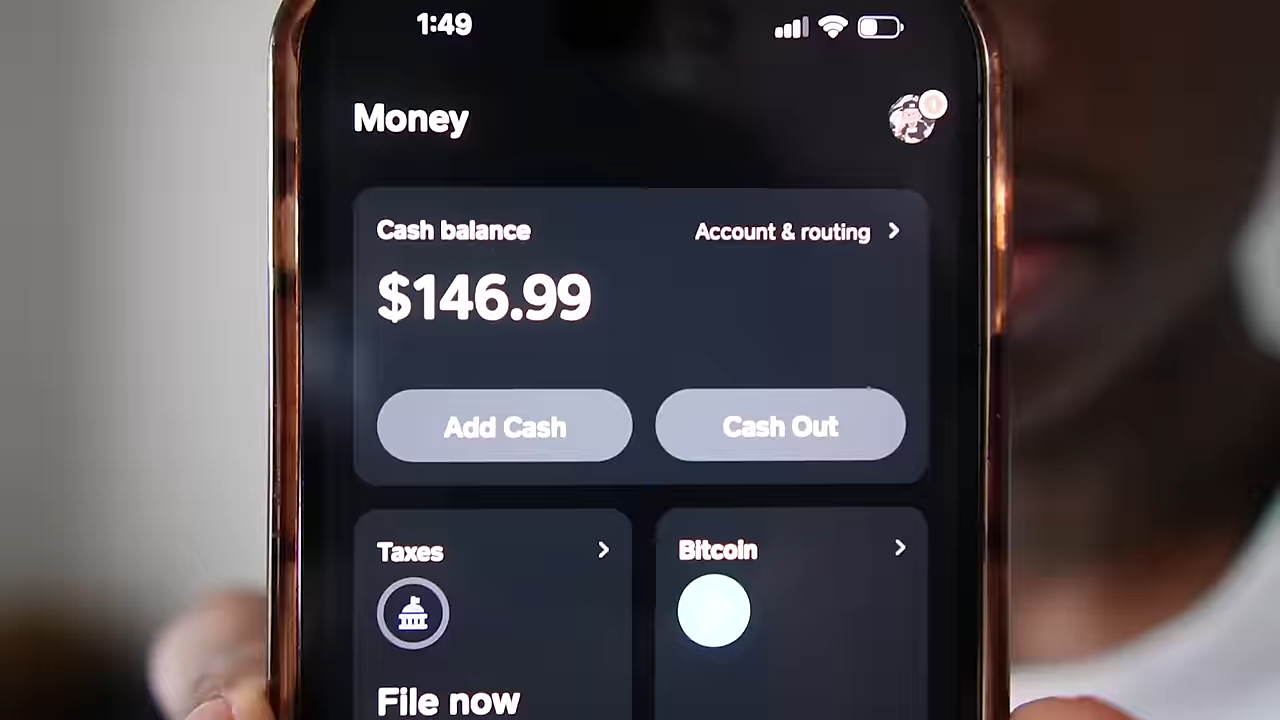 1:49
Money
Cash balance
Account & routing
$146.99
Add Cash
Cash Out
Taxes
Bitcoin
File now